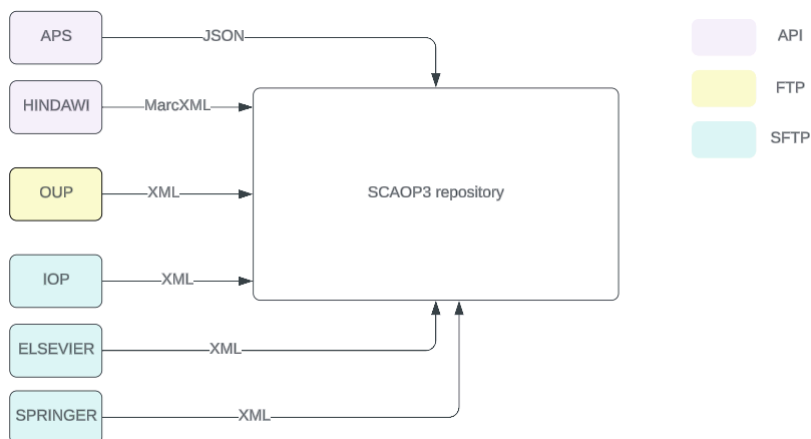 APS
JSON
API
HINDAWI
MarcXML
FTP
SFTP
OUP
XML
SCAOP3 repository
IOP
XML
ELSEVIER
XML
SPRINGER
XML